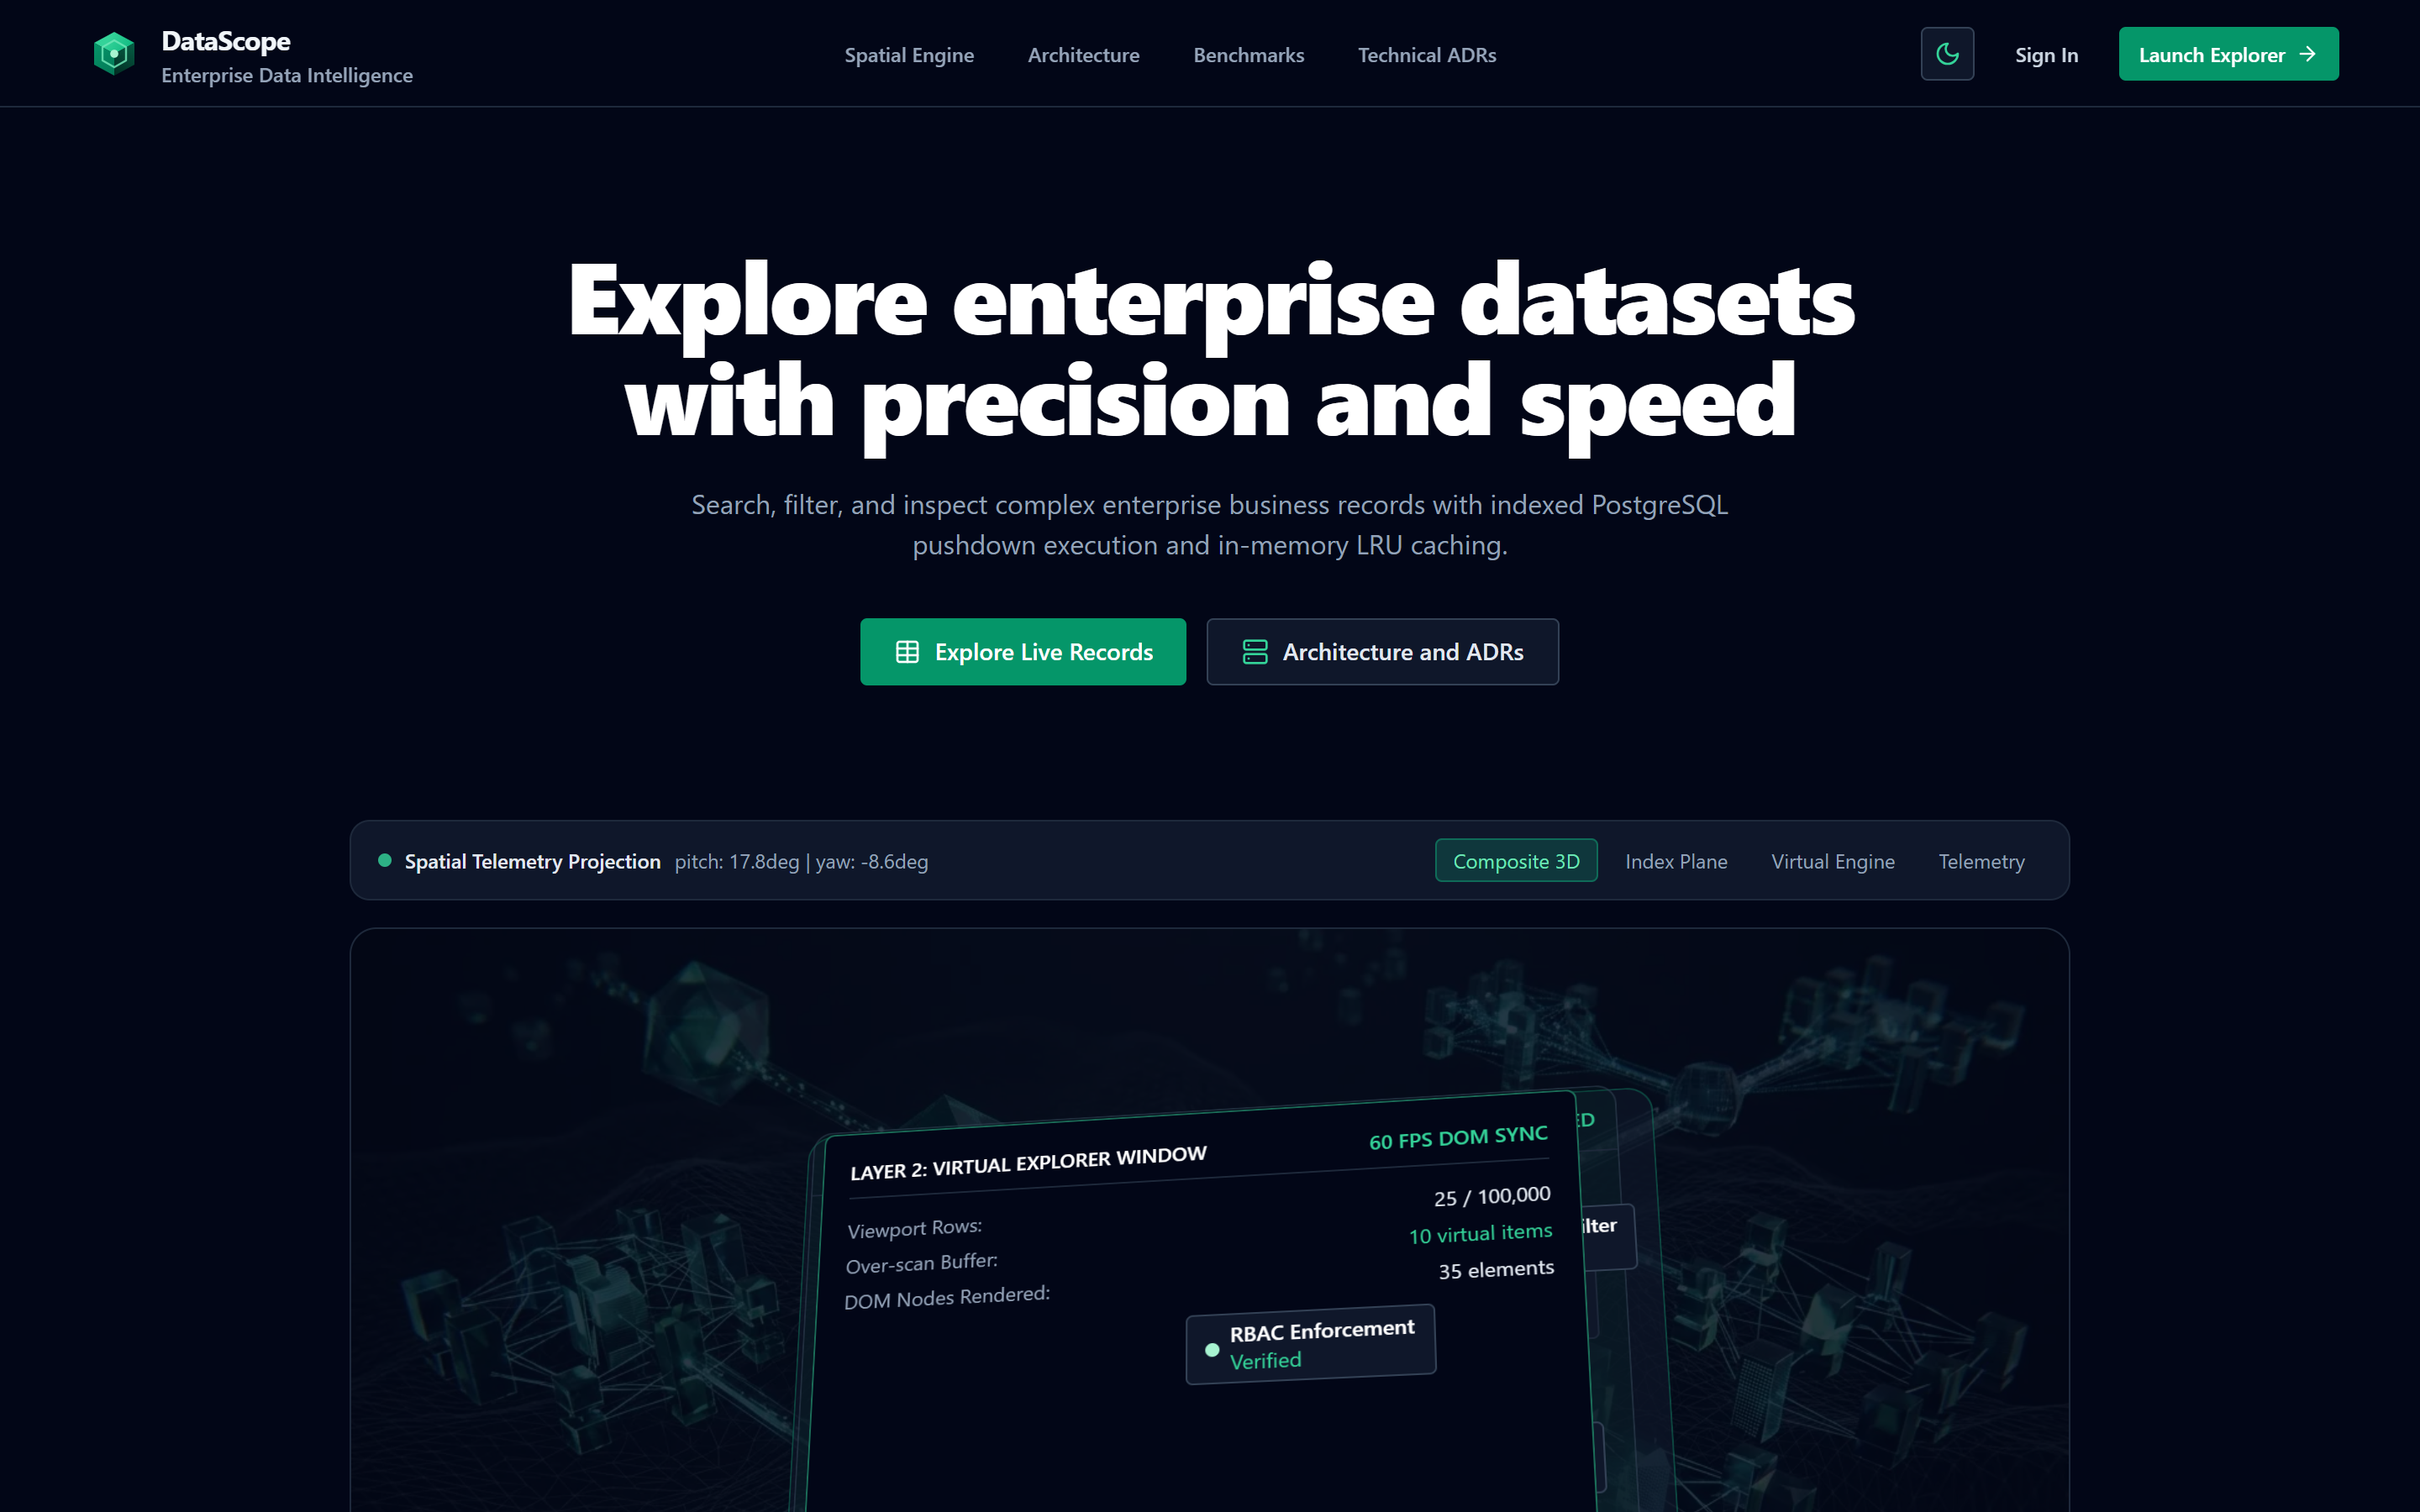 DataScope
Enterprise Data Intelligence
Spatial Engine
Architecture
Benchmarks
Technical ADRs
Sign In
Launch Explorer
Explore enterprise datasets
with precision and speed
Search, filter, and inspect complex enterprise business records with indexed PostgreSQL
pushdown execution and in-memory LRU caching.
Explore Live Records
Architecture and ADRs
Spatial Telemetry Projection pitch: 17.8deg | yaw: -8.6deg
Composite 3D
Index Plane
Virtual Engine
Telemetry
LAYER 2: VIRTUAL EXPLORER WINDOW
60 FPS DOM SYNC
Viewport Rows: 25 / 100,000
Over-scan Buffer: 10 virtual items
DOM Nodes Rendered: 35 elements
RBAC Enforcement
Verified